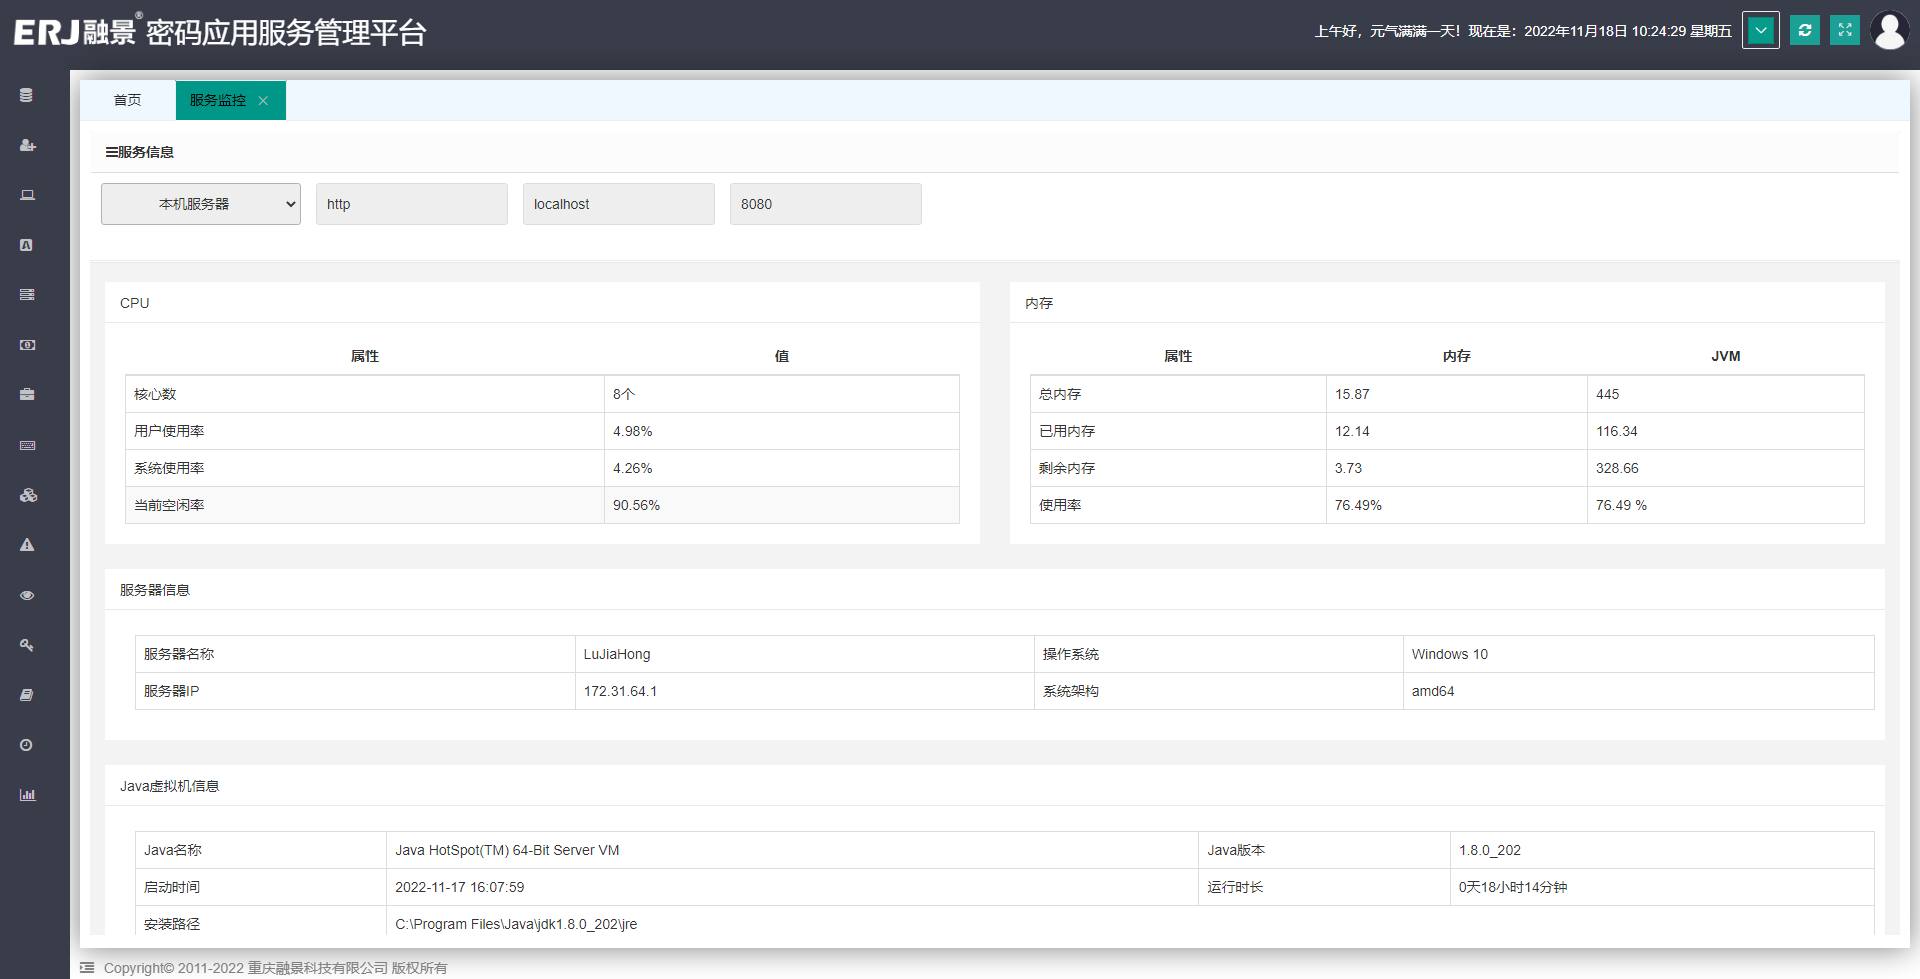 ERJ融景® 密码应用服务管理平台
上午好，元气满满一天！现在是：2022年11月18日 10:24:29 星期五
首页 服务监控
服务信息
本机服务器 http localhost 8080
CPU
属性 值
核心数 8个
用户使用率 4.98%
系统使用率 4.26%
当前空闲率 90.56%
内存
属性 内存 JVM
总内存 15.87 445
已用内存 12.14 116.34
剩余内存 3.73 328.66
使用率 76.49% 76.49 %
服务器信息
服务器名称 LuJiaHong 操作系统 Windows 10
服务器IP 172.31.64.1 系统架构 amd64
Java虚拟机信息
Java名称 Java HotSpot(TM) 64-Bit Server VM Java版本 1.8.0_202
启动时间 2022-11-17 16:07:59 运行时长 0天18小时14分钟
安装路径 C:\Program Files\Java\jdk1.8.0_202\jre
Copyright© 2011-2022 重庆融景科技有限公司 版权所有